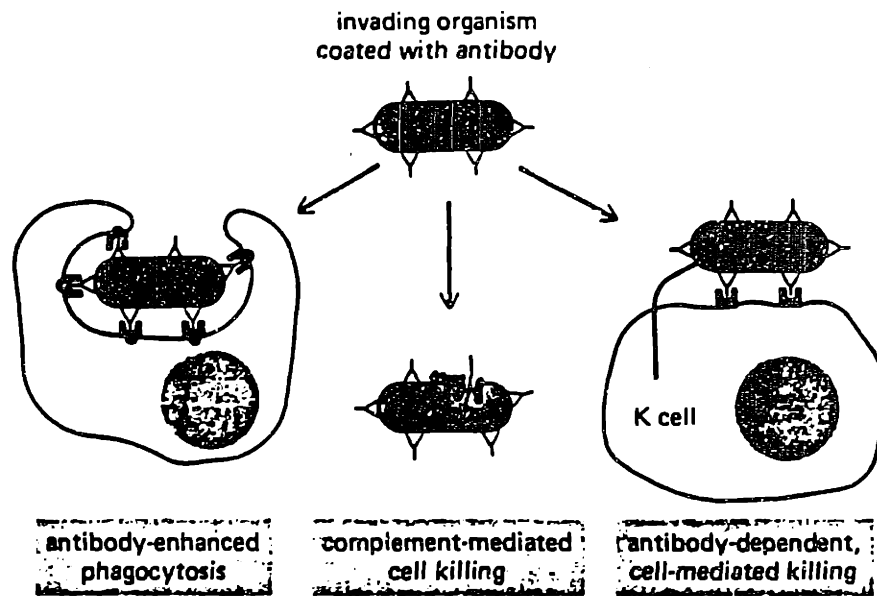 invading organism
coated with antibody
K cell
antibody-enhanced
phagocytosis
complement-mediated
cell killing
antibody-dependent,
cell-mediated killing